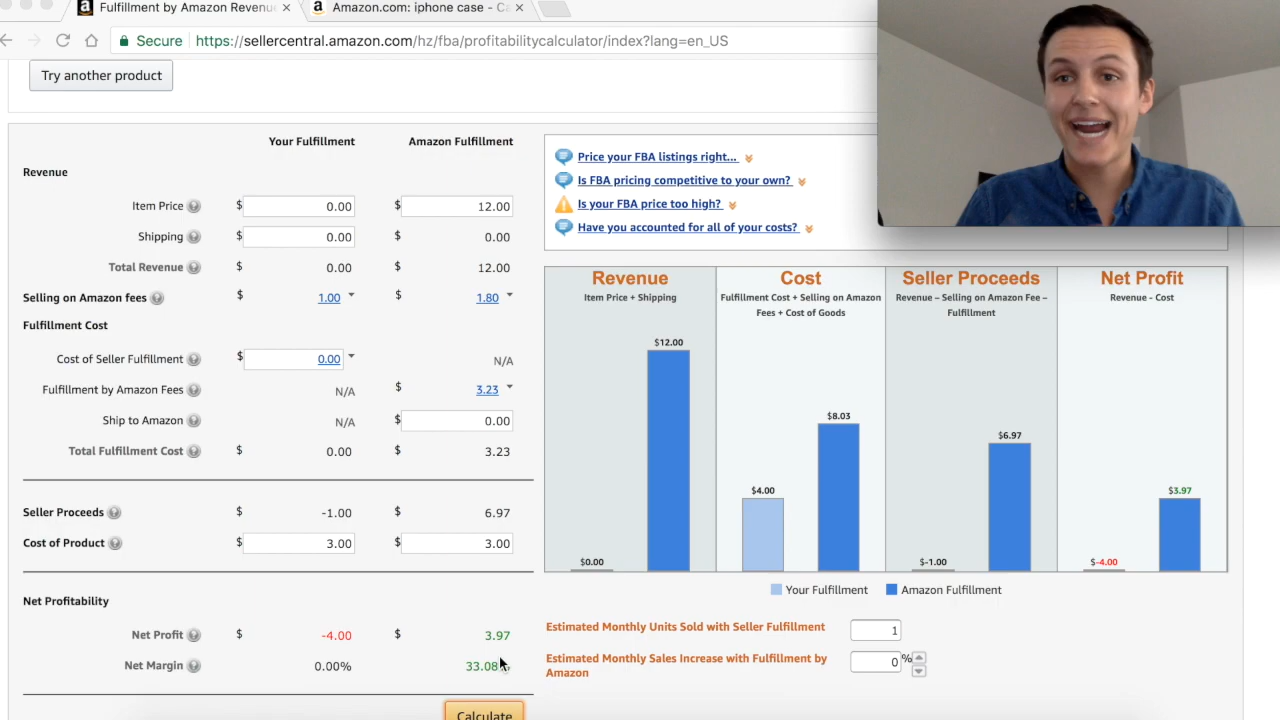 Fulfillment by Amazon Revenu
Amazon.com: iphone case - C
Secure https://sellercentral.amazon.com/hz/fba/profitabilitycalculator/index?lang=en_US
Try another product
Your Fulfillment Amazon Fulfillment
Revenue
Item Price $ 0.00 $ 12.00
Shipping $ 0.00 $ 0.00
Total Revenue $ 0.00 $ 12.00
Selling on Amazon fees $ 1.00 $ 1.80
Fulfillment Cost
Cost of Seller Fulfillment $ 0.00 N/A
Fulfillment by Amazon Fees N/A $ 3.23
Ship to Amazon N/A $ 0.00
Total Fulfillment Cost $ 0.00 $ 3.23
Seller Proceeds $ -1.00 $ 6.97
Cost of Product $ 3.00 $ 3.00
Net Profitability
Net Profit $ -4.00 $ 3.97
Net Margin 0.00% 33.08
Calculate
Price your FBA listings right...
Is FBA pricing competitive to your own?
Is your FBA price too high?
Have you accounted for all of your costs?
Revenue
Item Price + Shipping
$12.00
$0.00
Cost
Fulfillment Cost + Selling on Amazon
Fees + Cost of Goods
$8.03
$4.00
Seller Proceeds
Revenue – Selling on Amazon Fee –
Fulfillment
$6.97
$-1.00
Net Profit
Revenue - Cost
$3.97
$-4.00
Your Fulfillment Amazon Fulfillment
Estimated Monthly Units Sold with Seller Fulfillment 1
Estimated Monthly Sales Increase with Fulfillment by
Amazon 0 %